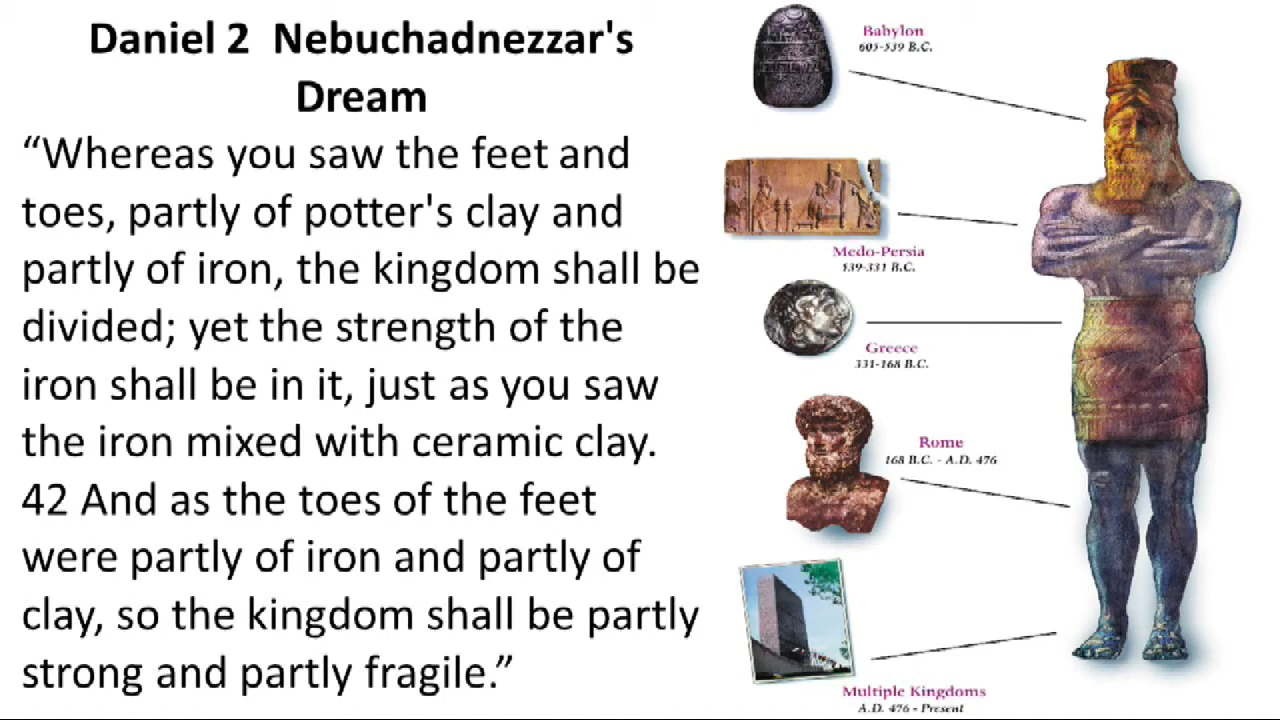 Daniel 2  Nebuchadnezzar's
Dream
“Whereas you saw the feet and
toes, partly of potter's clay and
partly of iron, the kingdom shall be
divided; yet the strength of the
iron shall be in it, just as you saw
the iron mixed with ceramic clay.
42 And as the toes of the feet
were partly of iron and partly of
clay, so the kingdom shall be partly
strong and partly fragile.”
Babylon
605-539 B.C.
Medo-Persia
539-331 B.C.
Greece
331-168 B.C.
Rome
168 B.C. - A.D. 476
Multiple Kingdoms
A.D. 476 - Present